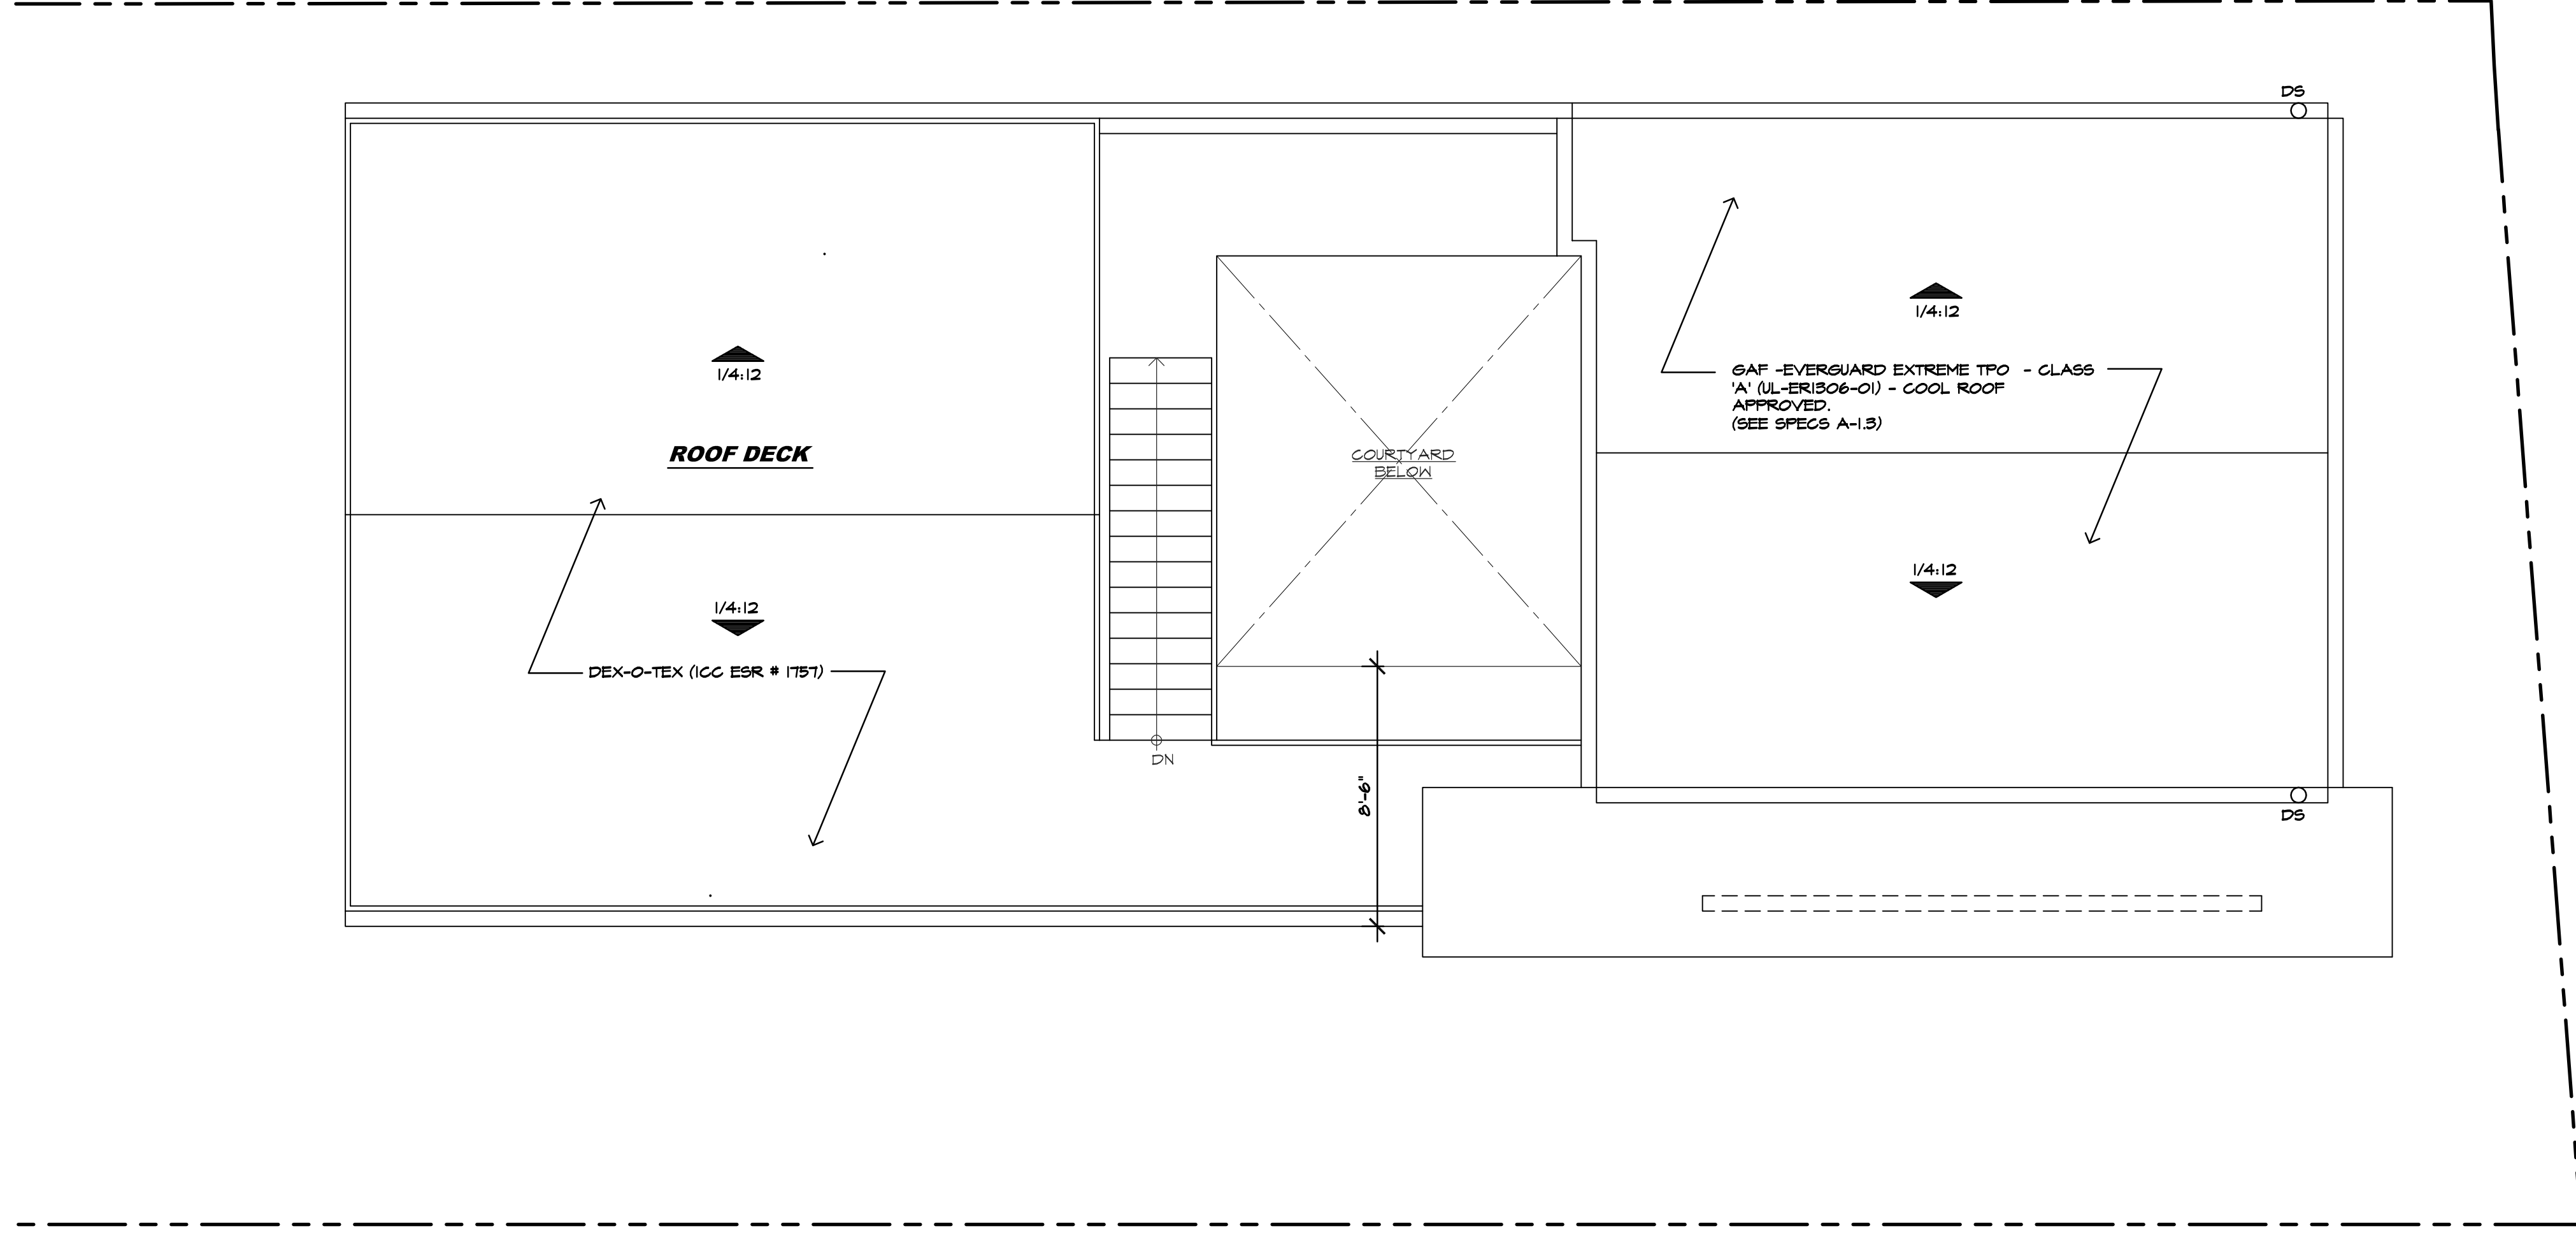 DS
1/4:12
1/4:12
GAF -EVERGUARD EXTREME TPO - CLASS
'A' (UL-ER1306-01) - COOL ROOF
APPROVED.
(SEE SPECS A-1.3)
ROOF DECK
COURTYARD
BELOW
1/4:12
1/4:12
DEX-O-TEX (ICC ESR # 1757)
DN
8'-6"
DS